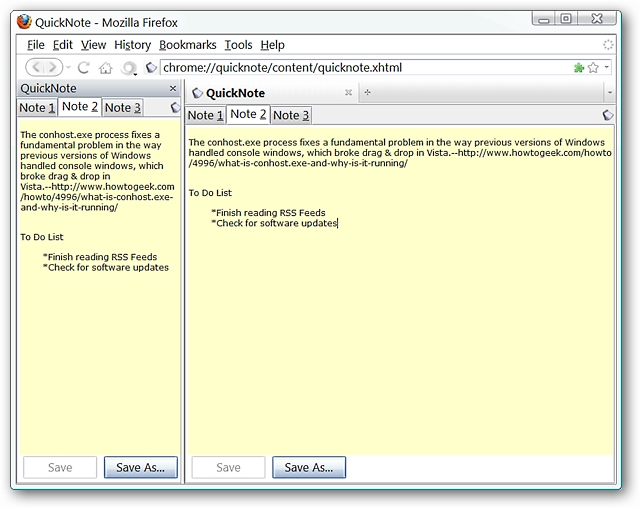 QuickNote - Mozilla Firefox
File Edit View History Bookmarks Tools Help
chrome://quicknote/content/quicknote.xhtml
QuickNote
Note 1 Note 2 Note 3
The conhost.exe process fixes a
fundamental problem in the way
previous versions of Windows
handled console windows, which
broke drag & drop in
Vista.--http://www.howtogeek.com
/howto/4996/what-is-conhost.exe-
and-why-is-it-running/
To Do List
*Finish reading RSS Feeds
*Check for software updates
Save Save As...
QuickNote
Note 1 Note 2 Note 3
The conhost.exe process fixes a fundamental problem in the way previous versions of Windows
handled console windows, which broke drag & drop in Vista.--http://www.howtogeek.com/howto
/4996/what-is-conhost.exe-and-why-is-it-running/
To Do List
*Finish reading RSS Feeds
*Check for software updates
Save Save As...